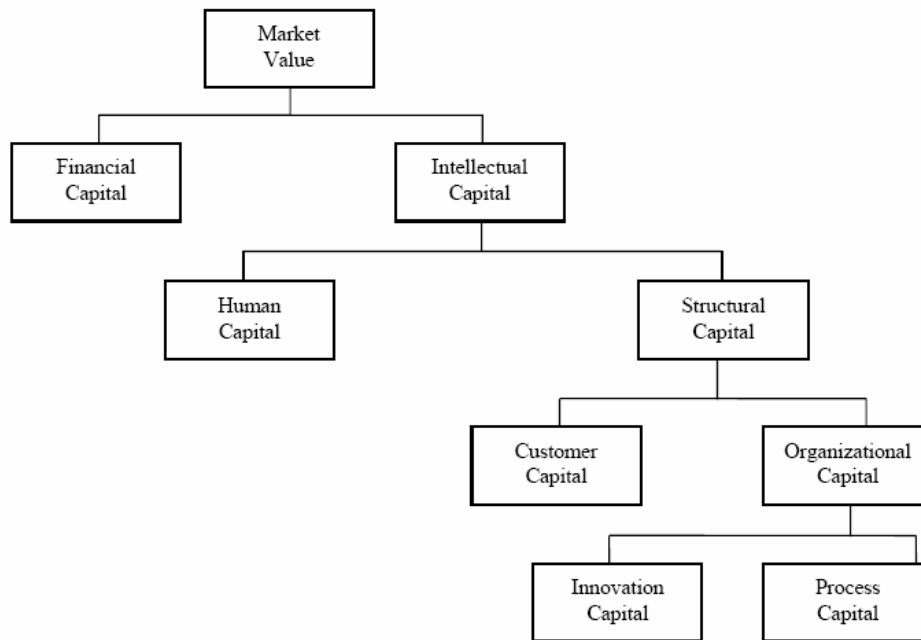 Market
Value
Financial
Capital
Intellectual
Capital
Human
Capital
Structural
Capital
Customer
Capital
Organizational
Capital
Innovation
Capital
Process
Capital